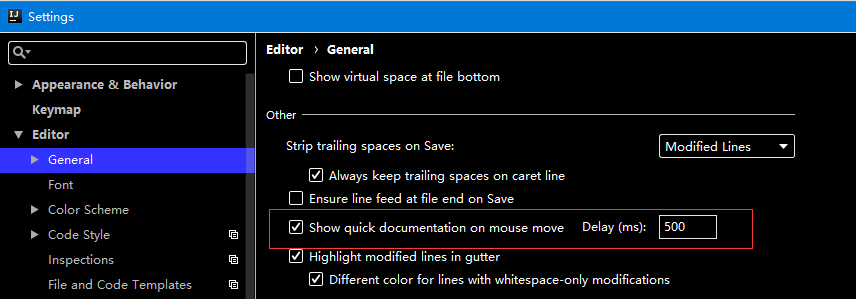 IJ Settings
Appearance & Behavior
Keymap
Editor
General
Font
Color Scheme
Code Style
Inspections
File and Code Templates
Editor › General
Show virtual space at file bottom
Other
Strip trailing spaces on Save: Modified Lines
Always keep trailing spaces on caret line
Ensure line feed at file end on Save
Show quick documentation on mouse move Delay (ms): 500
Highlight modified lines in gutter
Different color for lines with whitespace-only modifications